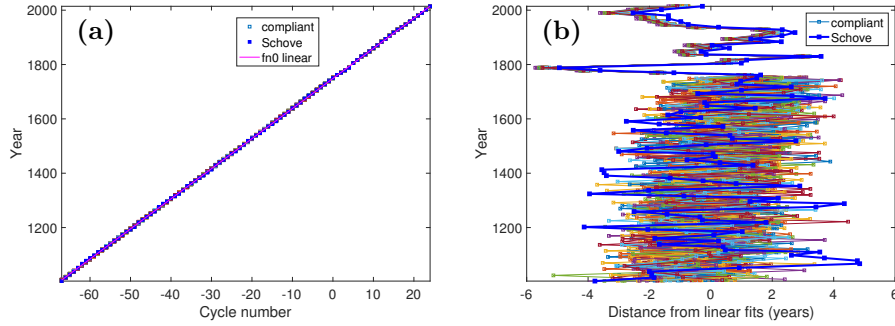 (a)
compliant
Schove
fn0 linear
2000
1800
1600
1400
1200
Year
-60 -50 -40 -30 -20 -10 0 10 20
Cycle number
(b)
compliant
Schove
2000
1800
1600
1400
1200
Year
-6 -4 -2 0 2 4 6
Distance from linear fits (years)